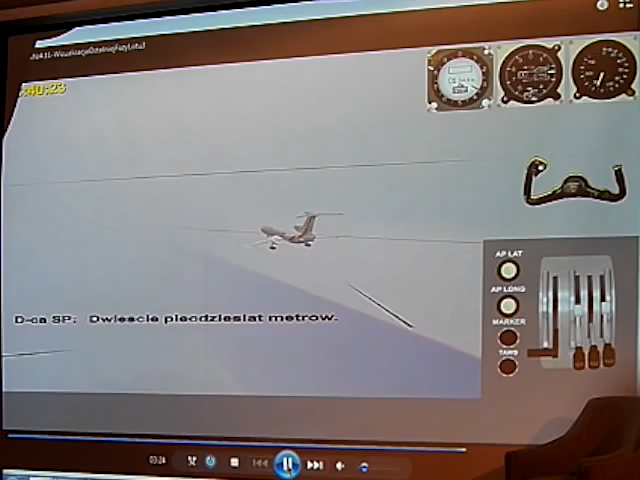 :40:23
D-ca SP: Dwiescie piecdziesiat metrow.
AP LAT
AP LONG
MARKER
TAWS
03:24